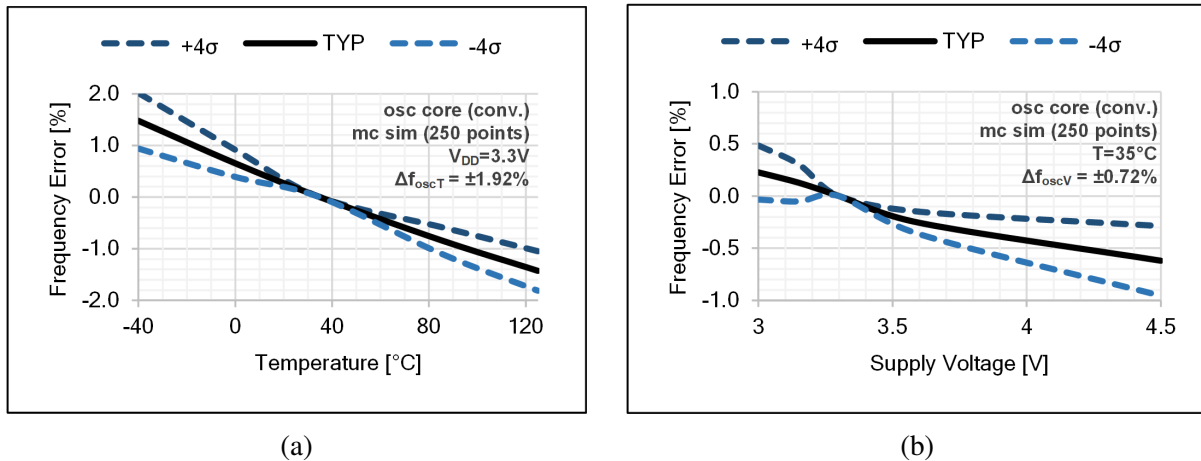 +4σ TYP -4σ
Frequency Error [%]
2.0
1.0
0.0
-1.0
-2.0
osc core (conv.)
mc sim (250 points)
VDD=3.3V
ΔfoscT = ±1.92%
-40 0 40 80 120
Temperature [°C]
(a)
+4σ TYP -4σ
Frequency Error [%]
1.0
0.5
0.0
-0.5
-1.0
osc core (conv.)
mc sim (250 points)
T=35°C
ΔfoscV = ±0.72%
3 3.5 4 4.5
Supply Voltage [V]
(b)